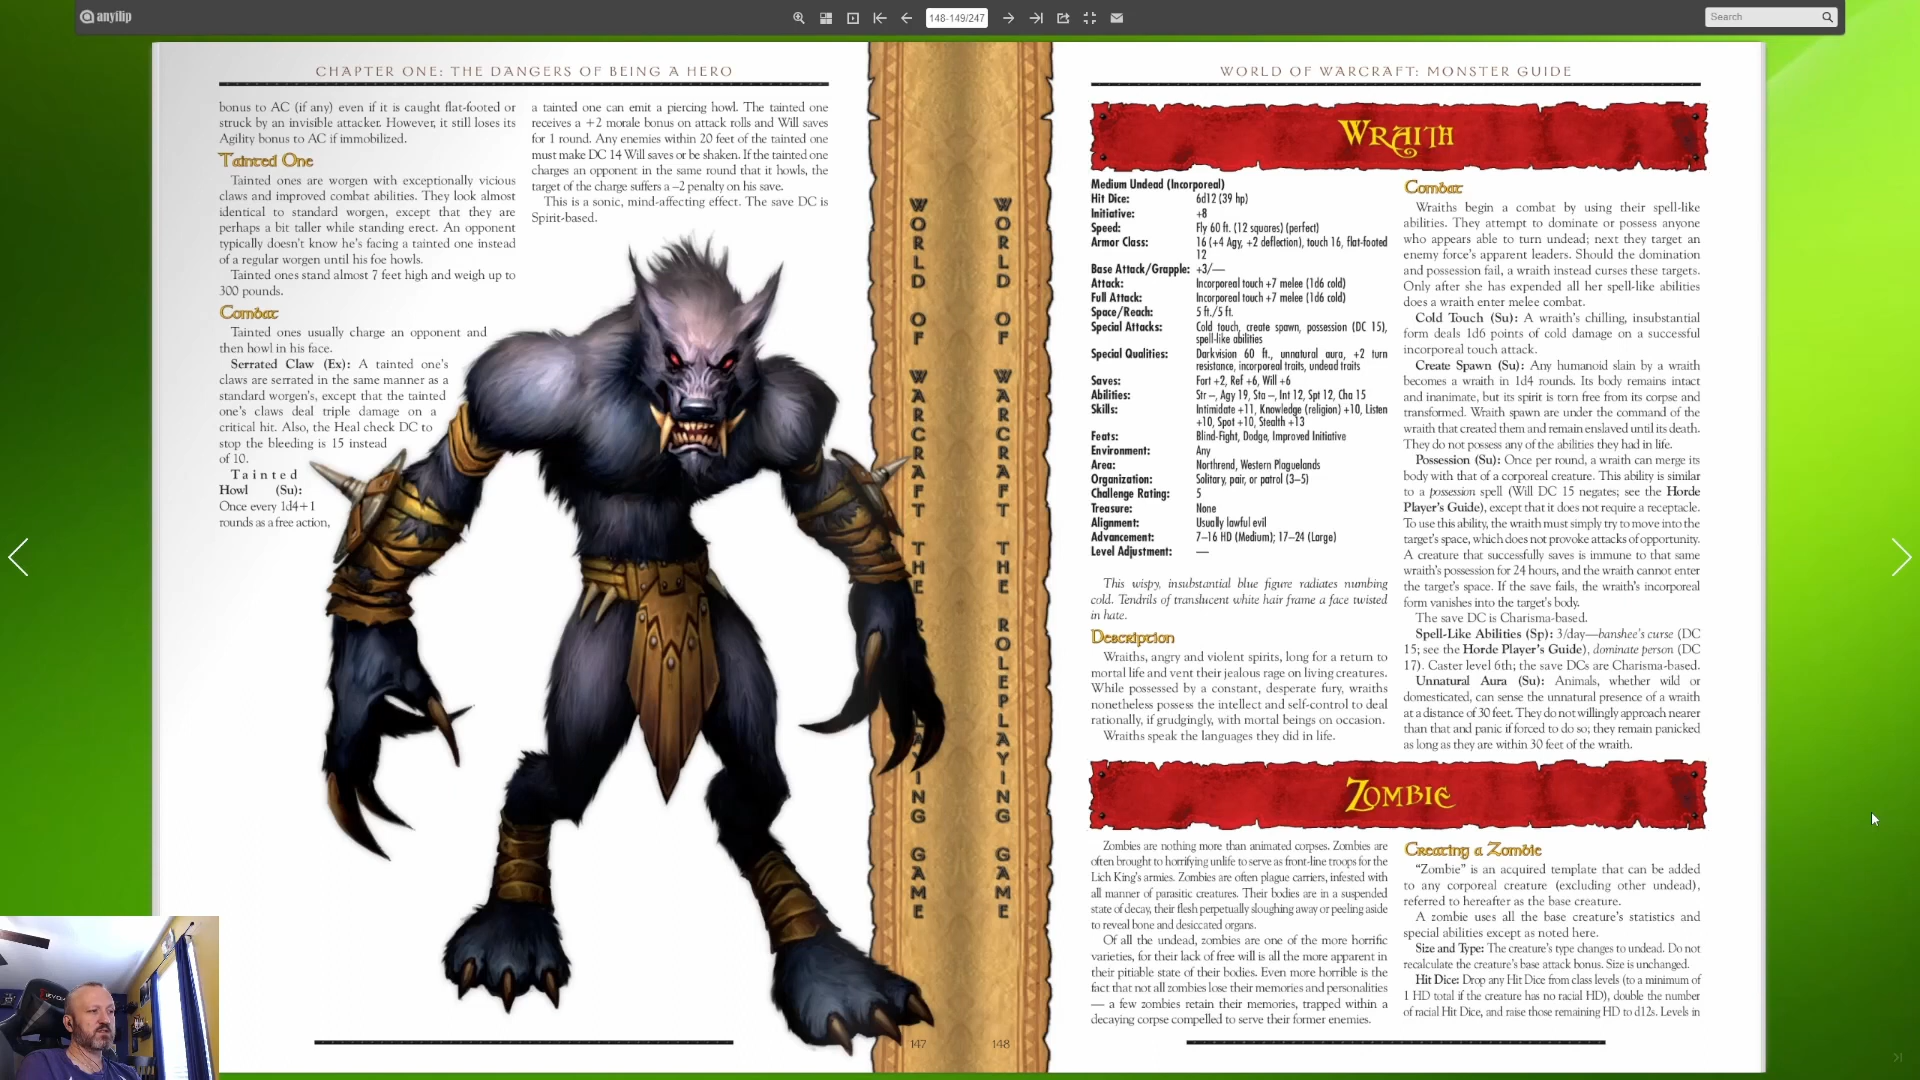 anyflip
148-149/247
Search
CHAPTER ONE: THE DANGERS OF BEING A HERO
bonus to AC (if any) even if it is caught flat-footed or
struck by an invisible attacker. However, it still loses its
Agility bonus to AC if immobilized.
Tainted One
Tainted ones are worgen with exceptionally vicious
claws and improved combat abilities. They look almost
identical to standard worgen, except that they are
perhaps a bit taller while standing erect. An opponent
typically doesn't know he's facing a tainted one instead
of a regular worgen until his foe howls.
Tainted ones stand almost 7 feet high and weigh up to
300 pounds.
Combat
Tainted ones usually charge an opponent and
then howl in his face.
Serrated Claw (Ex): A tainted one's
claws are serrated in the same manner as a
standard worgen's, except that the tainted
one's claws deal triple damage on a
critical hit. Also, the Heal check DC to
stop the bleeding is 15 instead
of 10.
Tainted
Howl (Su):
Once every 1d4+1
rounds as a free action,
a tainted one can emit a piercing howl. The tainted one
receives a +2 morale bonus on attack rolls and Will saves
for 1 round. Any enemies within 20 feet of the tainted one
must make DC 14 Will saves or be shaken. If the tainted one
charges an opponent in the same round that it howls, the
target of the charge suffers a –2 penalty on his save.
This is a sonic, mind-affecting effect. The save DC is
Spirit-based.
WORLD OF WARCRAFT THE R LAYING GAME
147
WORLD OF WARCRAFT THE ROLEPLAYING GAME
148
WORLD OF WARCRAFT: MONSTER GUIDE
WRAITH
Medium Undead (Incorporeal)
Hit Dice: 6d12 (39 hp)
Initiative: +8
Speed: Fly 60 ft. (12 squares) (perfect)
Armor Class: 16 (+4 Agy, +2 deflection), touch 16, flat-footed
12
Base Attack/Grapple: +3/—
Attack: Incorporeal touch +7 melee (1d6 cold)
Full Attack: Incorporeal touch +7 melee (1d6 cold)
Space/Reach: 5 ft./5 ft.
Special Attacks: Cold touch, create spawn, possession (DC 15),
spell-like abilities
Special Qualities: Darkvision 60 ft., unnatural aura, +2 turn
resistance, incorporeal traits, undead traits
Saves: Fort +2, Ref +6, Will +6
Abilities: Str –, Agy 19, Sta –, Int 12, Spt 12, Cha 15
Skills: Intimidate +11, Knowledge (religion) +10, Listen
+10, Spot +10, Stealth +13
Feats: Blind-Fight, Dodge, Improved Initiative
Environment: Any
Area: Northrend, Western Plaguelands
Organization: Solitary, pair, or patrol (3–5)
Challenge Rating: 5
Treasure: None
Alignment: Usually lawful evil
Advancement: 7–16 HD (Medium); 17–24 (Large)
Level Adjustment: —
This wispy, insubstantial blue figure radiates numbing
cold. Tendrils of translucent white hair frame a face twisted
in hate.
Description
Wraiths, angry and violent spirits, long for a return to
mortal life and vent their jealous rage on living creatures.
While possessed by a constant, desperate fury, wraiths
nonetheless possess the intellect and self-control to deal
rationally, if grudgingly, with mortal beings on occasion.
Wraiths speak the languages they did in life.
Combat
Wraiths begin a combat by using their spell-like
abilities. They attempt to dominate or possess anyone
who appears able to turn undead; next they target an
enemy force's apparent leaders. Should the domination
and possession fail, a wraith instead curses these targets.
Only after she has expended all her spell-like abilities
does a wraith enter melee combat.
Cold Touch (Su): A wraith's chilling, insubstantial
form deals 1d6 points of cold damage on a successful
incorporeal touch attack.
Create Spawn (Su): Any humanoid slain by a wraith
becomes a wraith in 1d4 rounds. Its body remains intact
and inanimate, but its spirit is torn free from its corpse and
transformed. Wraith spawn are under the command of the
wraith that created them and remain enslaved until its death.
They do not possess any of the abilities they had in life.
Possession (Su): Once per round, a wraith can merge its
body with that of a corporeal creature. This ability is similar
to a possession spell (Will DC 15 negates; see the Horde
Player's Guide), except that it does not require a receptacle.
To use this ability, the wraith must simply try to move into the
target's space, which does not provoke attacks of opportunity.
A creature that successfully saves is immune to that same
wraith's possession for 24 hours, and the wraith cannot enter
the target's space. If the save fails, the wraith's incorporeal
form vanishes into the target's body.
The save DC is Charisma-based.
Spell-Like Abilities (Sp): 3/day—banshee's curse (DC
15; see the Horde Player's Guide), dominate person (DC
17). Caster level 6th; the save DCs are Charisma-based.
Unnatural Aura (Su): Animals, whether wild or
domesticated, can sense the unnatural presence of a wraith
at a distance of 30 feet. They do not willingly approach nearer
than that and panic if forced to do so; they remain panicked
as long as they are within 30 feet of the wraith.
ZOMBIE
Zombies are nothing more than animated corpses. Zombies are
often brought to horrifying unlife to serve as front-line troops for the
Lich King's armies. Zombies are often plague carriers, infested with
all manner of parasitic creatures. Their bodies are in a suspended
state of decay, their flesh perpetually sloughing away or peeling aside
to reveal bone and desiccated organs.
Of all the undead, zombies are one of the more horrific
varieties, for their lack of free will is all the more apparent in
their pitiable state of their bodies. Even more horrible is the
fact that not all zombies lose their memories and personalities
— a few zombies retain their memories, trapped within a
decaying corpse compelled to serve their former enemies.
Creating a Zombie
“Zombie” is an acquired template that can be added
to any corporeal creature (excluding other undead),
referred to hereafter as the base creature.
A zombie uses all the base creature's statistics and
special abilities except as noted here.
Size and Type: The creature's type changes to undead. Do not
recalculate the creature's base attack bonus. Size is unchanged.
Hit Dice: Drop any Hit Dice from class levels (to a minimum of
1 HD total if the creature has no racial HD), double the number
of racial Hit Dice, and raise those remaining HD to d12s. Levels in